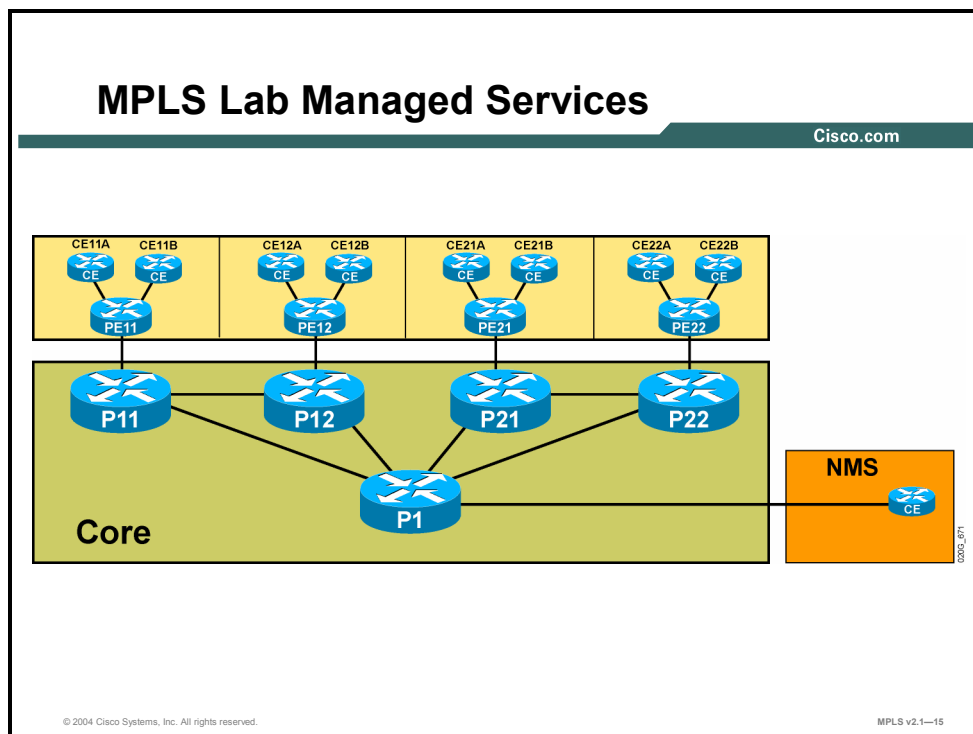 MPLS Lab Managed Services
Cisco.com
CE11A CE11B CE12A CE12B CE21A CE21B CE22A CE22B
CE CE CE CE CE CE CE CE
PE11 PE12 PE21 PE22
P11 P12 P21 P22
NMS
CE
P1
Core
020G_671
© 2004 Cisco Systems, Inc. All rights reserved. MPLS v2.1—15